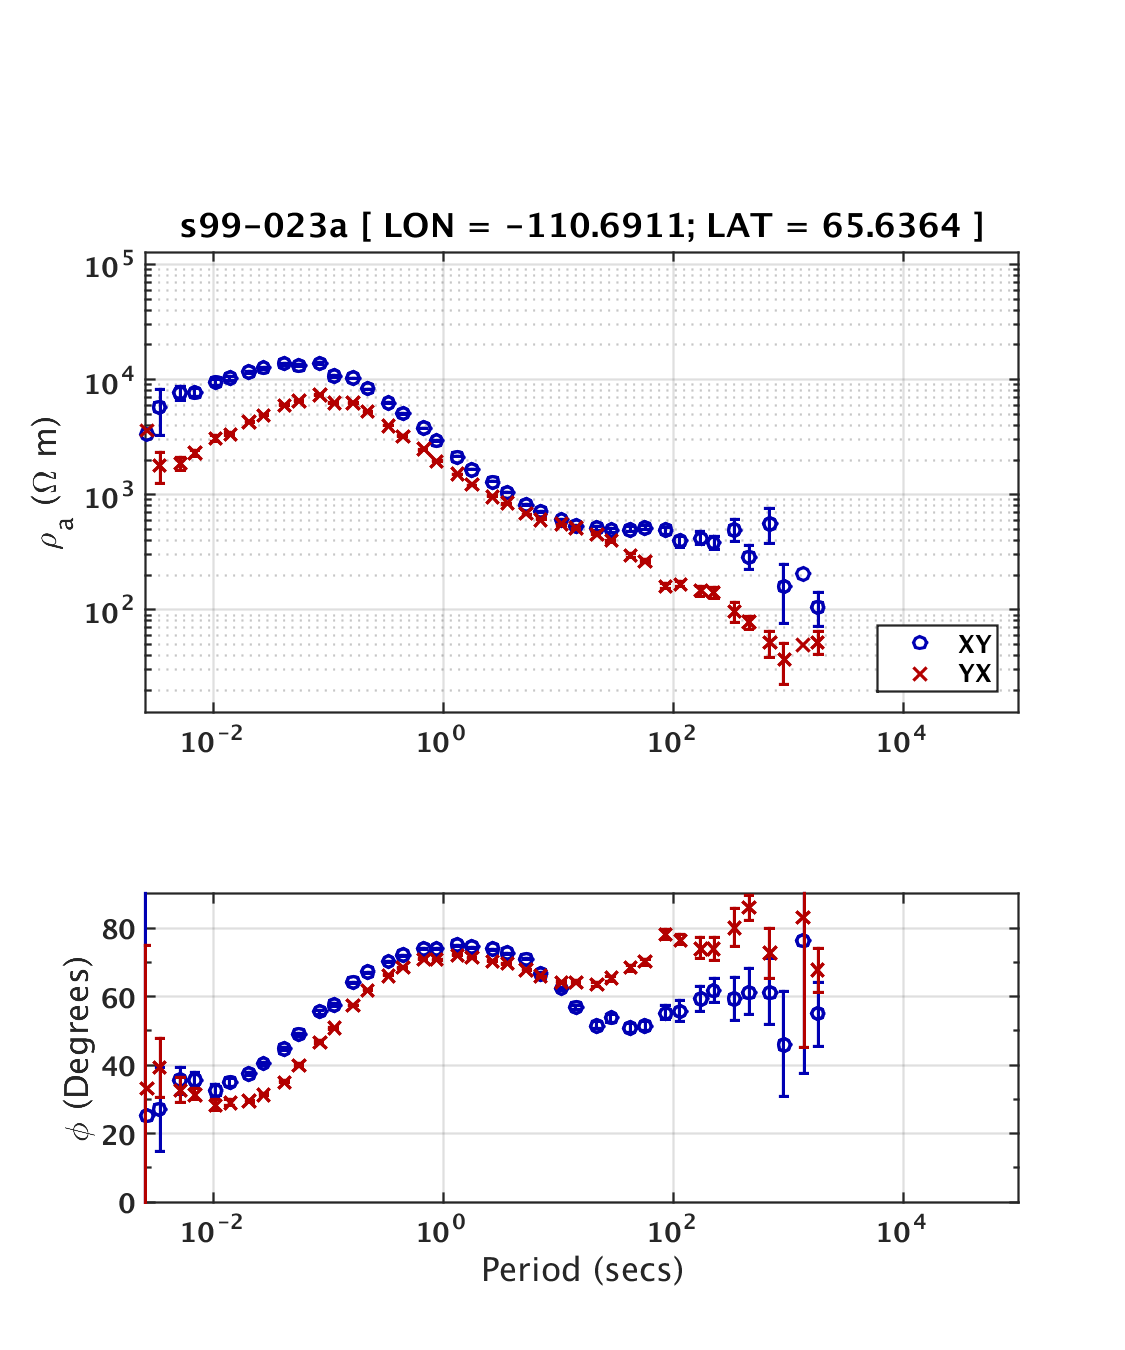 s99-023a [ LON = -110.6911; LAT = 65.6364 ]
10^5
10^4
10^3
10^2
ρ_a (Ω m)
XY
YX
10^-2 10^0 10^2 10^4
80
60
40
20
0
ϕ (Degrees)
10^-2 10^0 10^2 10^4
Period (secs)